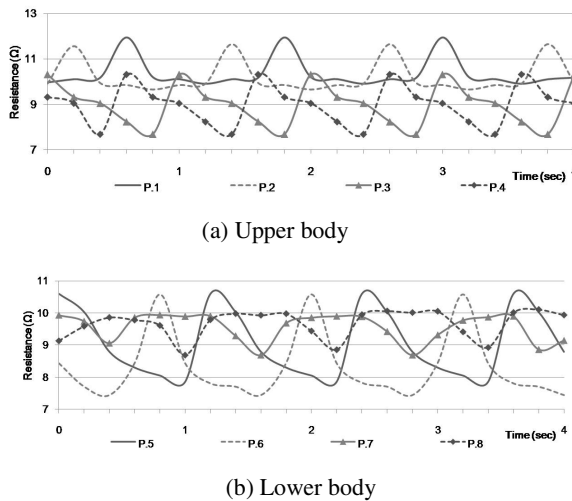 13
11
9
7
Resistance (Ω)
0 1 2 3
Time (sec)
P.1 P.2 P.3 P.4
(a) Upper body
11
10
9
8
7
Resistance (Ω)
0 1 2 3 4
Time (sec)
P.5 P.6 P.7 P.8
(b) Lower body